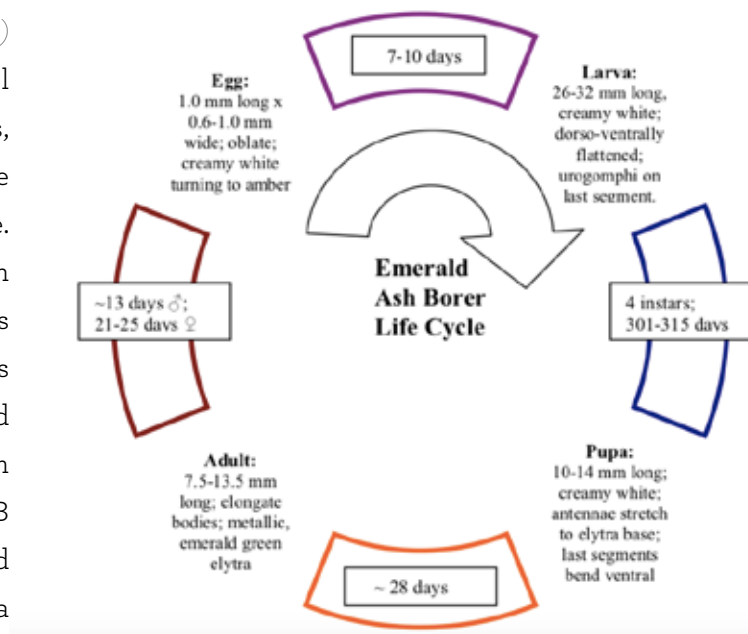 )
l
s,
e
e.
n
s
s
d
n
B
d
a
7-10 days
Egg:
1.0 mm long x
0.6-1.0 mm
wide; oblate;
creamy white
turning to amber
Larva:
26-32 mm long,
creamy white;
dorso-ventrally
flattened;
urogomphi on
last segment.
Emerald
Ash Borer
Life Cycle
~13 days ♂;
21-25 days ♀
4 instars;
301-315 days
Adult:
7.5-13.5 mm
long; elongate
bodies; metallic,
emerald green
elytra
Pupa:
10-14 mm long;
creamy white;
antennae stretch
to elytra base;
last segments
bend ventral
~ 28 days